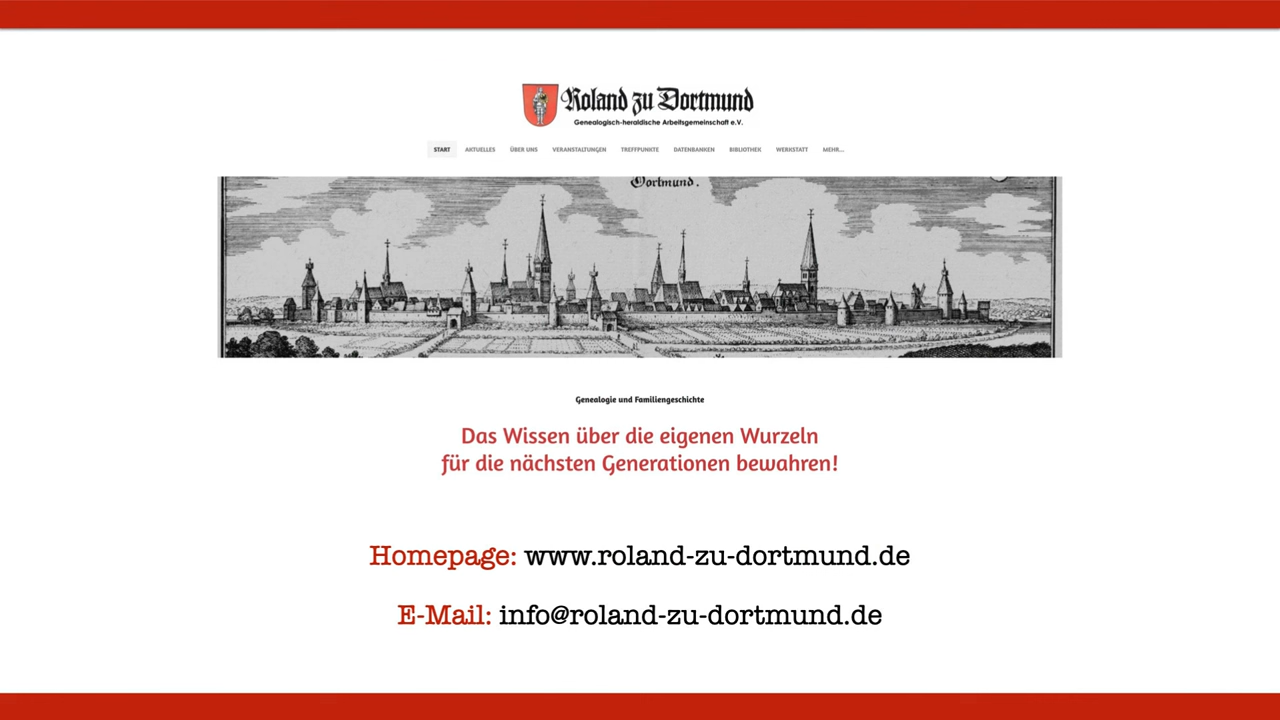 Roland zu Dortmund
Genealogisch-heraldische Arbeitsgemeinschaft e.V.
START AKTUELLES ÜBER UNS VERANSTALTUNGEN TREFFPUNKTE DATENBANKEN BIBLIOTHEK WERKSTATT MEHR...
Dortmund.
Genealogie und Familiengeschichte
Das Wissen über die eigenen Wurzeln
für die nächsten Generationen bewahren!
Homepage: www.roland-zu-dortmund.de
E-Mail: info@roland-zu-dortmund.de